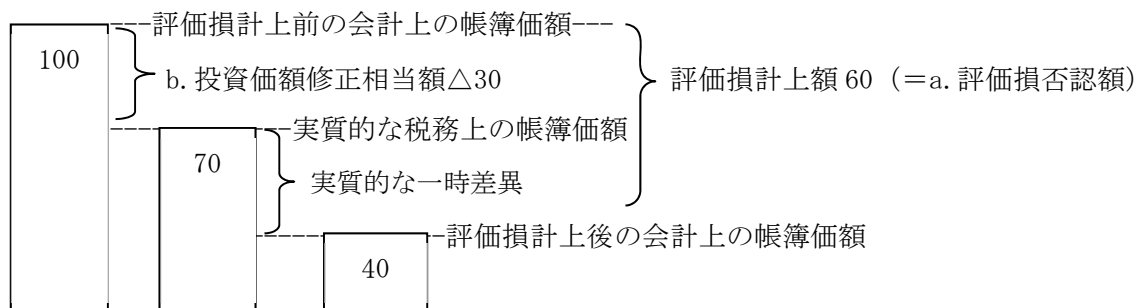 評価損計上前の会計上の帳簿価額
100
b. 投資価額修正相当額△30
評価損計上額 60（=a. 評価損否認額）
実質的な税務上の帳簿価額
70
実質的な一時差異
評価損計上後の会計上の帳簿価額
40